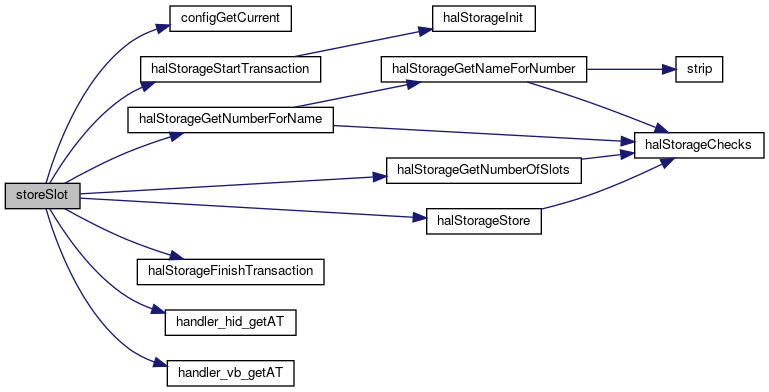 configGetCurrent
halStorageInit
halStorageStartTransaction
halStorageGetNameForNumber
strip
halStorageGetNumberForName
halStorageChecks
halStorageGetNumberOfSlots
storeSlot
halStorageStore
halStorageFinishTransaction
handler_hid_getAT
handler_vb_getAT